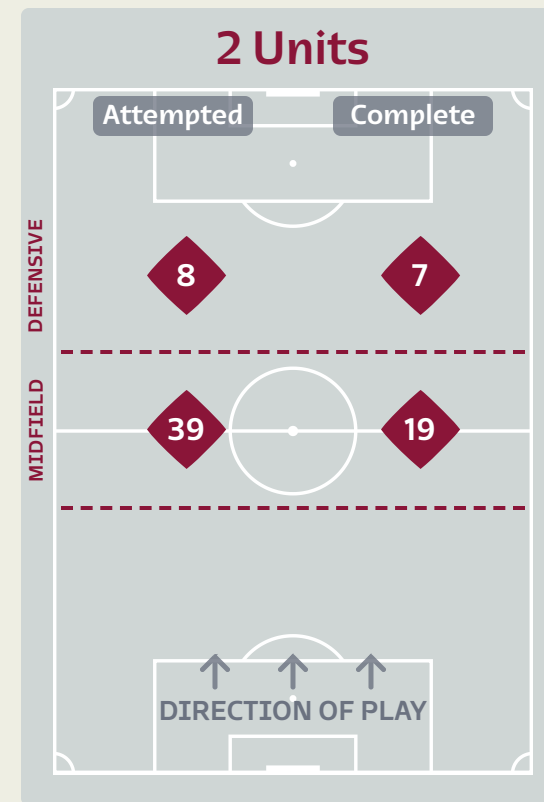 2 Units
Attempted
Complete
DEFENSIVE
8
7
MIDFIELD
39
19
DIRECTION OF PLAY